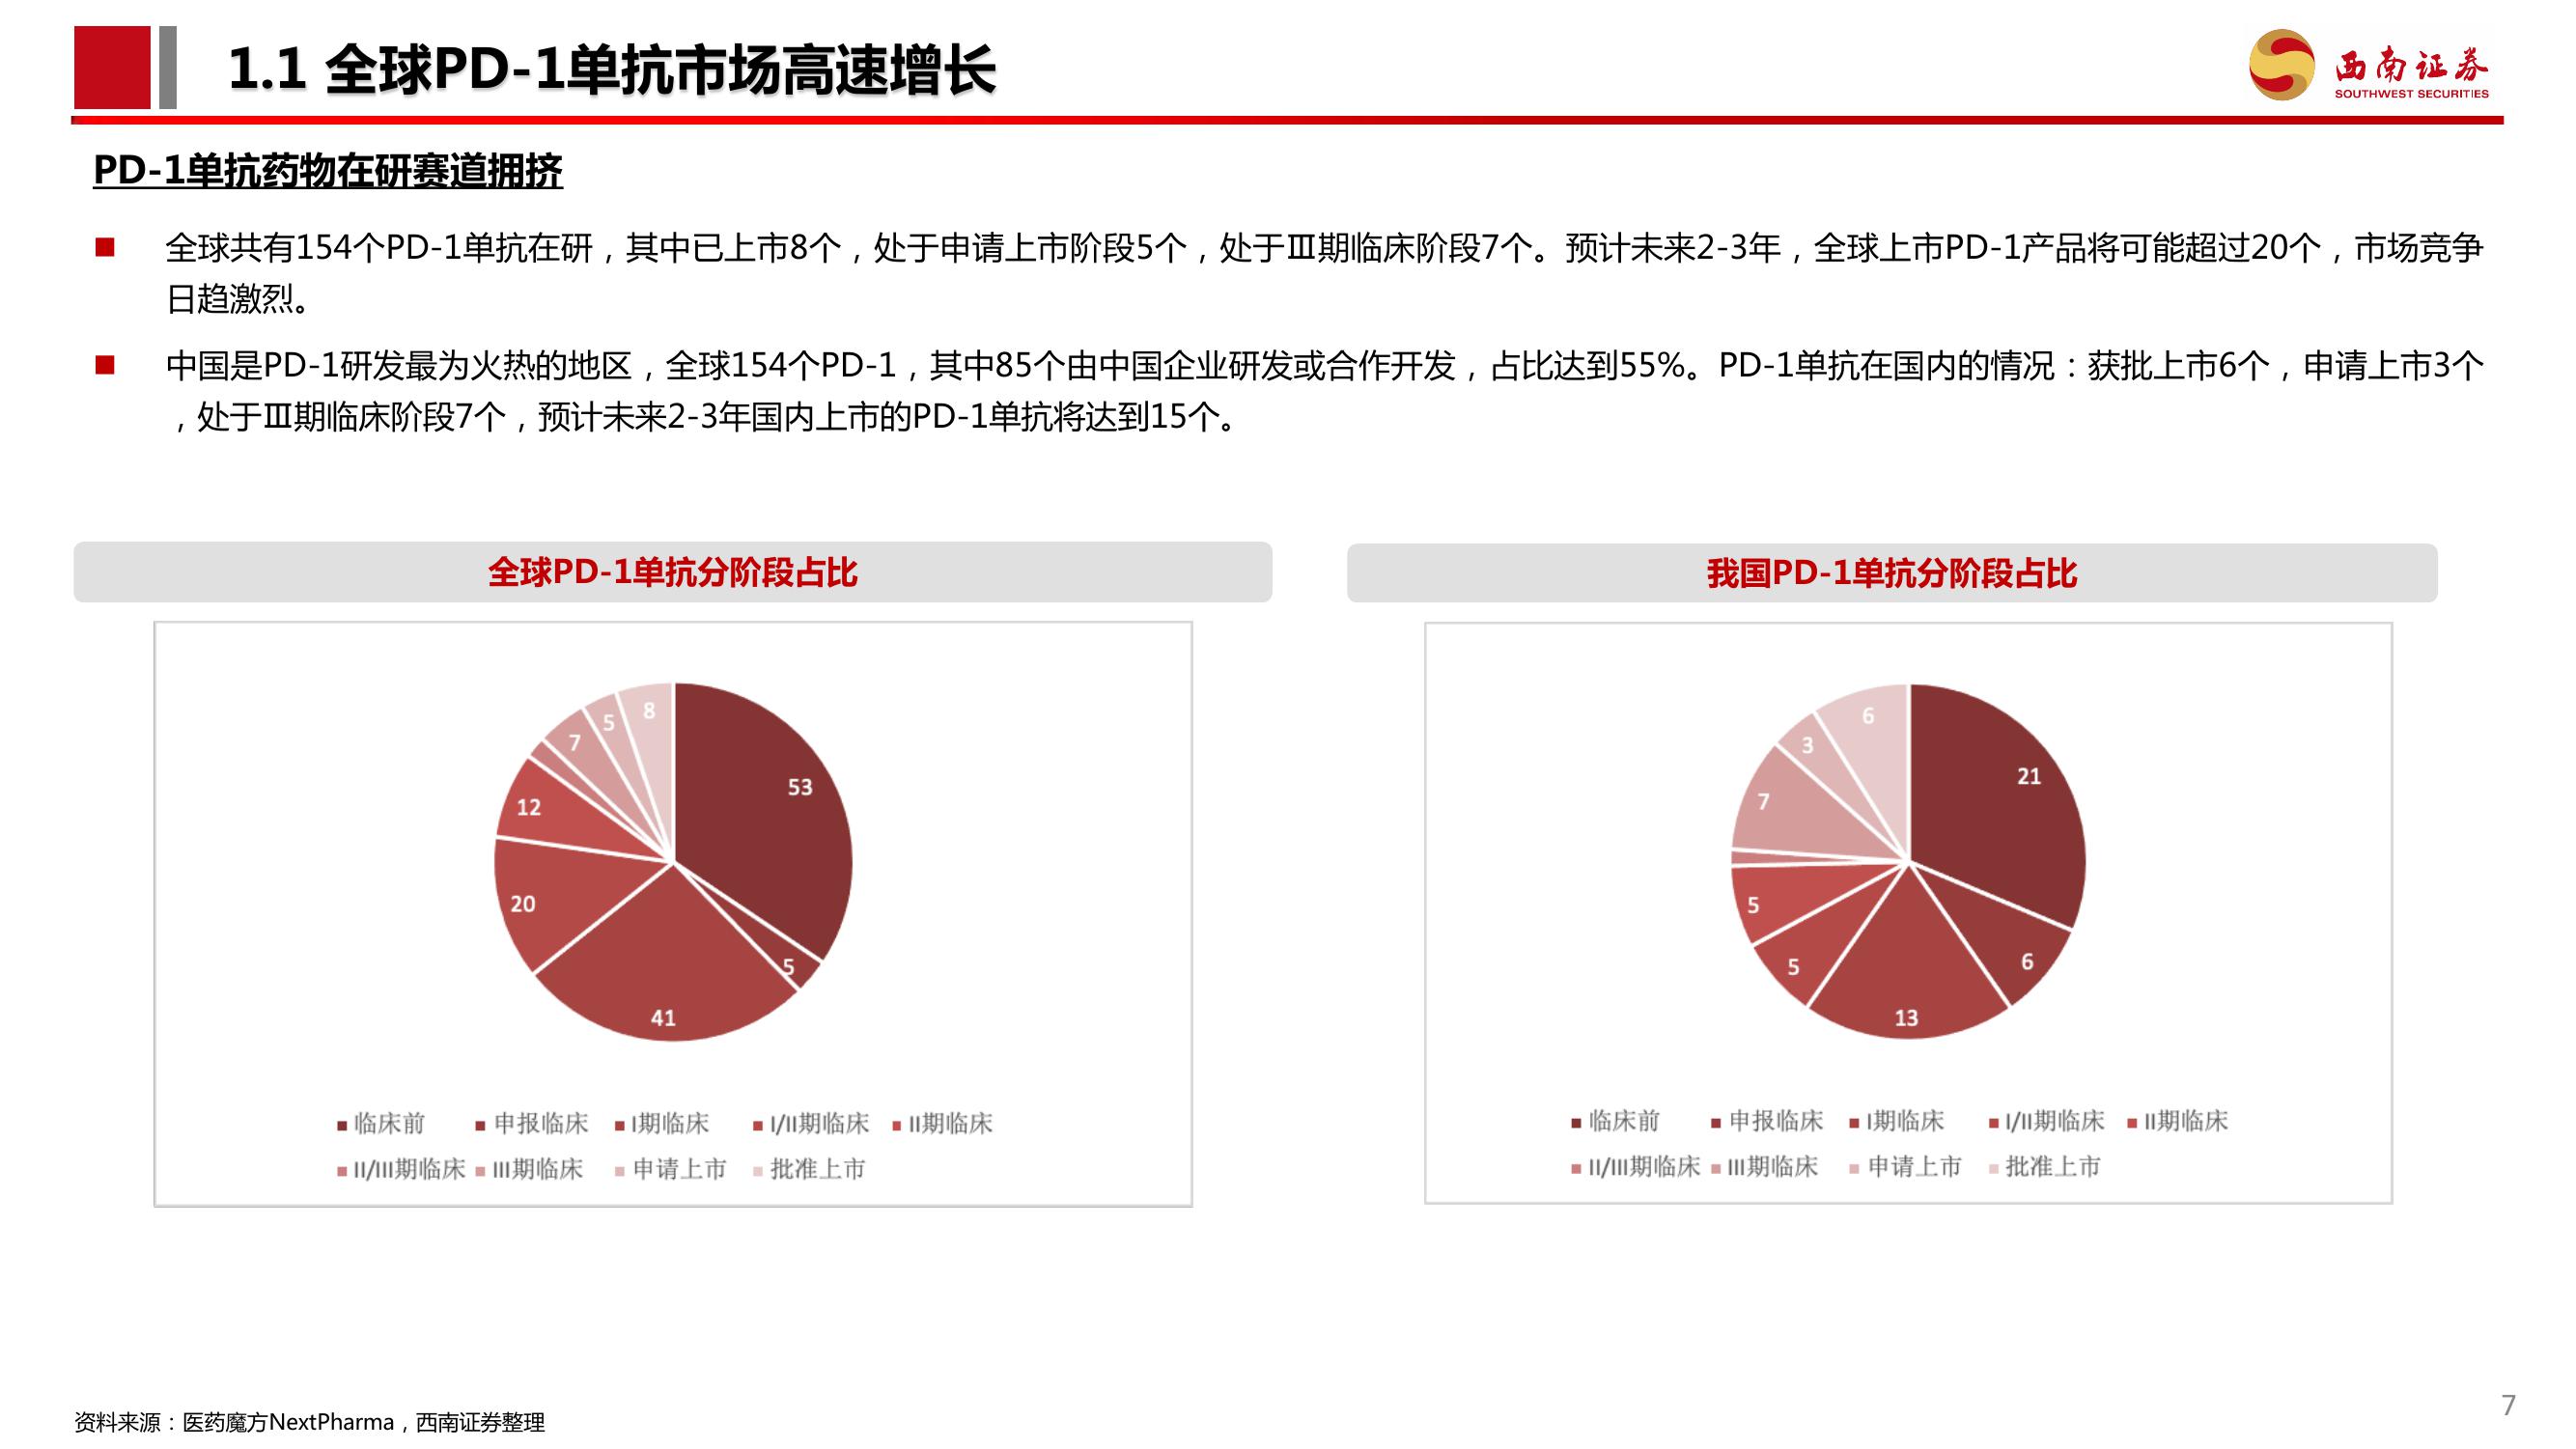 1.1 全球PD-1单抗市场高速增长
西南证券
SOUTHWEST SECURITIES
PD-1单抗药物在研赛道拥挤
全球共有154个PD-1单抗在研，其中已上市8个，处于申请上市阶段5个，处于Ⅲ期临床阶段7个。预计未来2-3年，全球上市PD-1产品将可能超过20个，市场竞争
日趋激烈。
中国是PD-1研发最为火热的地区，全球154个PD-1，其中85个由中国企业研发或合作开发，占比达到55%。PD-1单抗在国内的情况：获批上市6个，申请上市3个
，处于Ⅲ期临床阶段7个，预计未来2-3年国内上市的PD-1单抗将达到15个。
全球PD-1单抗分阶段占比
8
5
7
53
12
20
5
41
临床前 申报临床 I期临床 I/II期临床 II期临床
II/III期临床 III期临床 申请上市 批准上市
我国PD-1单抗分阶段占比
6
3
21
7
5
6
5
13
临床前 申报临床 I期临床 I/II期临床 II期临床
II/III期临床 III期临床 申请上市 批准上市
资料来源：医药魔方NextPharma，西南证券整理
7